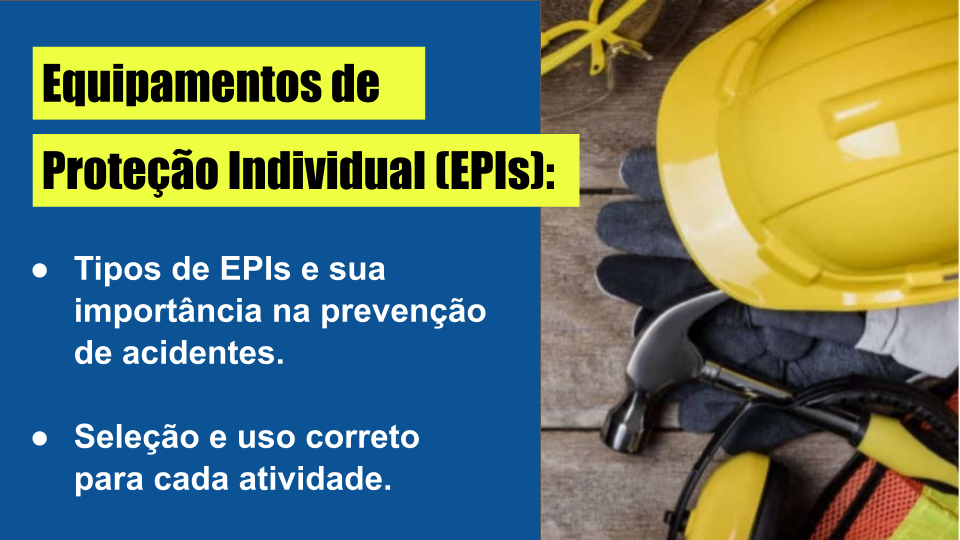 Equipamentos de
Proteção Individual (EPIs):
● Tipos de EPIs e sua
importância na prevenção
de acidentes.
● Seleção e uso correto
para cada atividade.